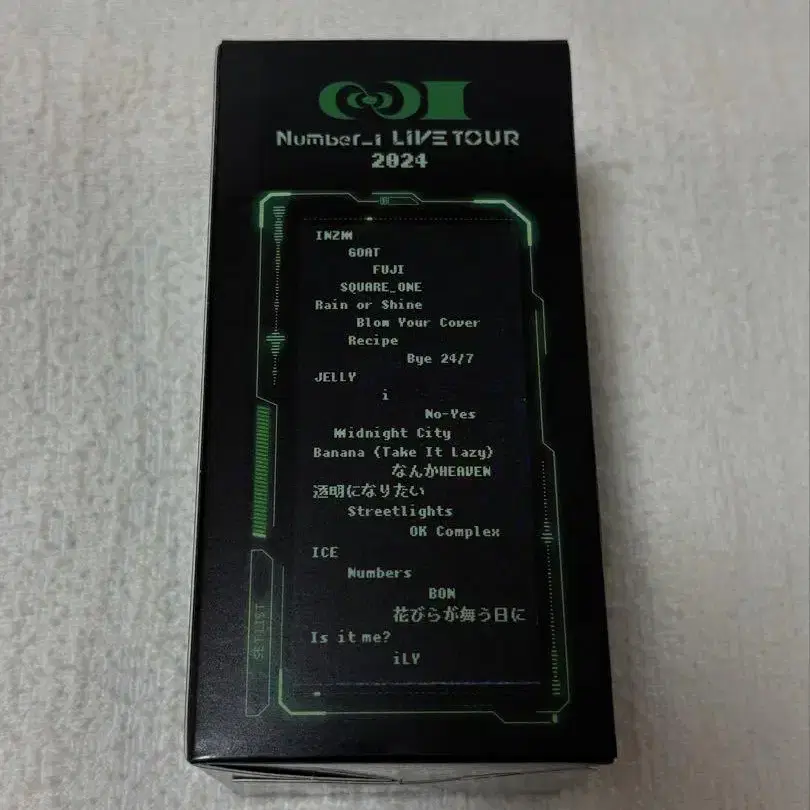 Number_i LIVE TOUR
2024
INZM
GOAT
FUJI
SQUARE_ONE
Rain or Shine
Blow Your Cover
Recipe
Bye 24/7
JELLY
i
No-Yes
Midnight City
Banana (Take It Lazy)
なんかHEAVEN
透明になりたい
Streetlights
OK Complex
ICE
Numbers
BON
花びらが舞う日に
Is it me?
iLY
SET LIST